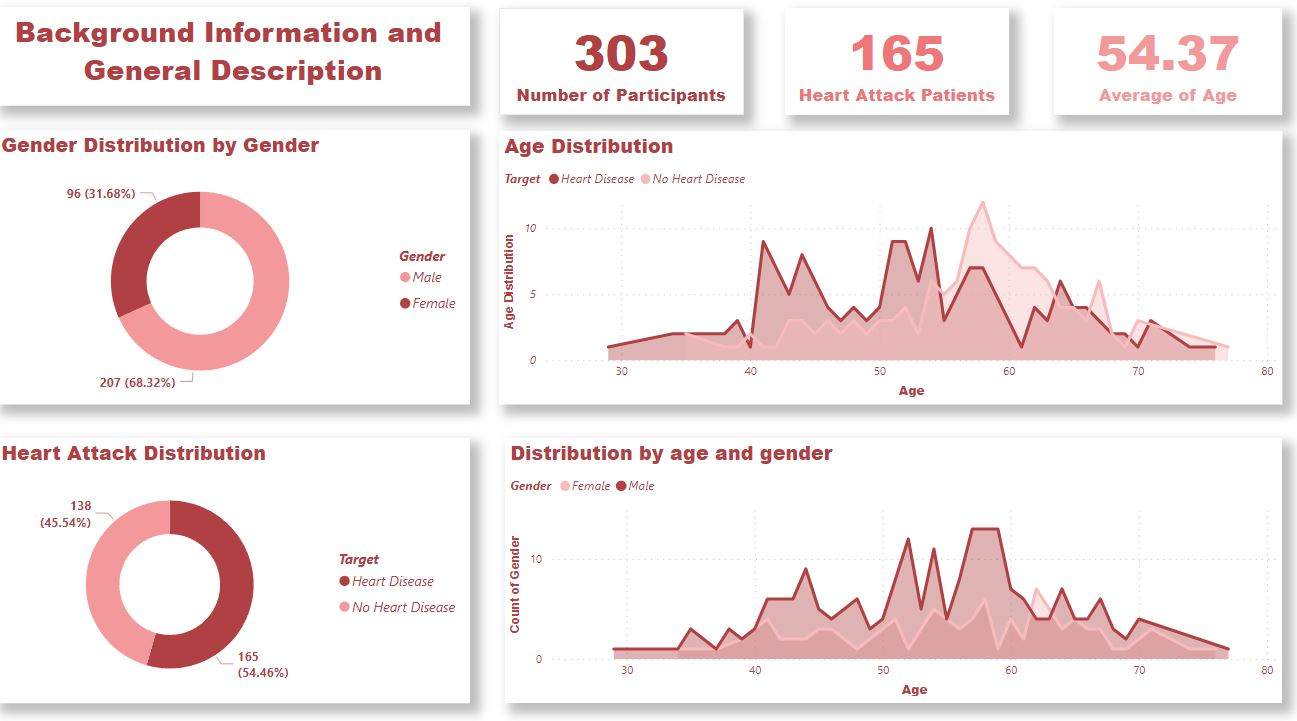 Background Information and
General Description
303
Number of Participants
165
Heart Attack Patients
54.37
Average of Age
Gender Distribution by Gender
96 (31.68%)
207 (68.32%)
Gender
Male
Female
Age Distribution
Target Heart Disease No Heart Disease
Age Distribution
10
5
0
30 40 50 60 70 80
Age
Heart Attack Distribution
138
(45.54%)
165
(54.46%)
Target
Heart Disease
No Heart Disease
Distribution by age and gender
Gender Female Male
Count of Gender
10
0
30 40 50 60 70 80
Age